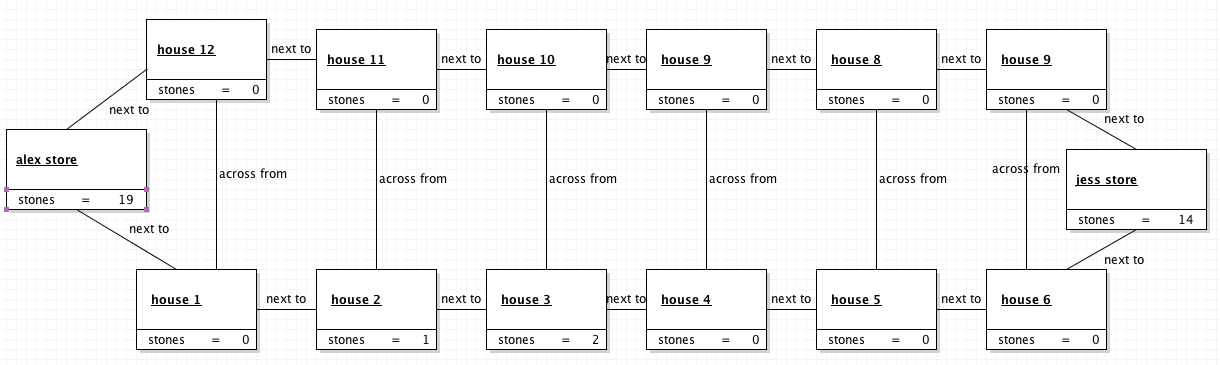 house 12
stones = 0
next to
house 11
stones = 0
next to
house 10
stones = 0
next to
house 9
stones = 0
next to
house 8
stones = 0
next to
house 9
stones = 0
next to
next to
alex store
stones = 19
across from
across from
across from
across from
across from
across from
jess store
stones = 14
next to
next to
house 1
stones = 0
next to
house 2
stones = 1
next to
house 3
stones = 2
next to
house 4
stones = 0
next to
house 5
stones = 0
next to
house 6
stones = 0